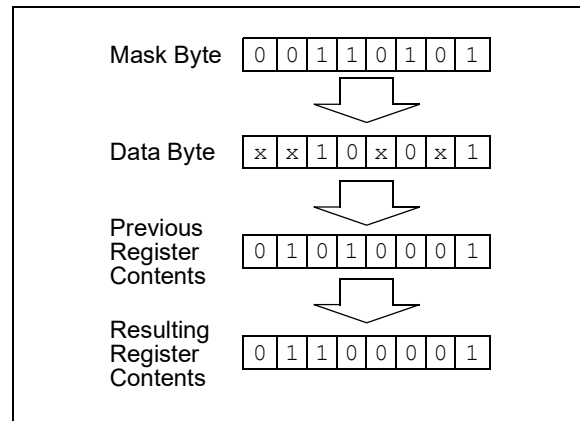 Mask Byte 0 0 1 1 0 1 0 1
Data Byte x x 1 0 x 0 x 1
Previous
Register 0 1 0 1 0 0 0 1
Contents
Resulting
Register 0 1 1 0 0 0 0 1
Contents